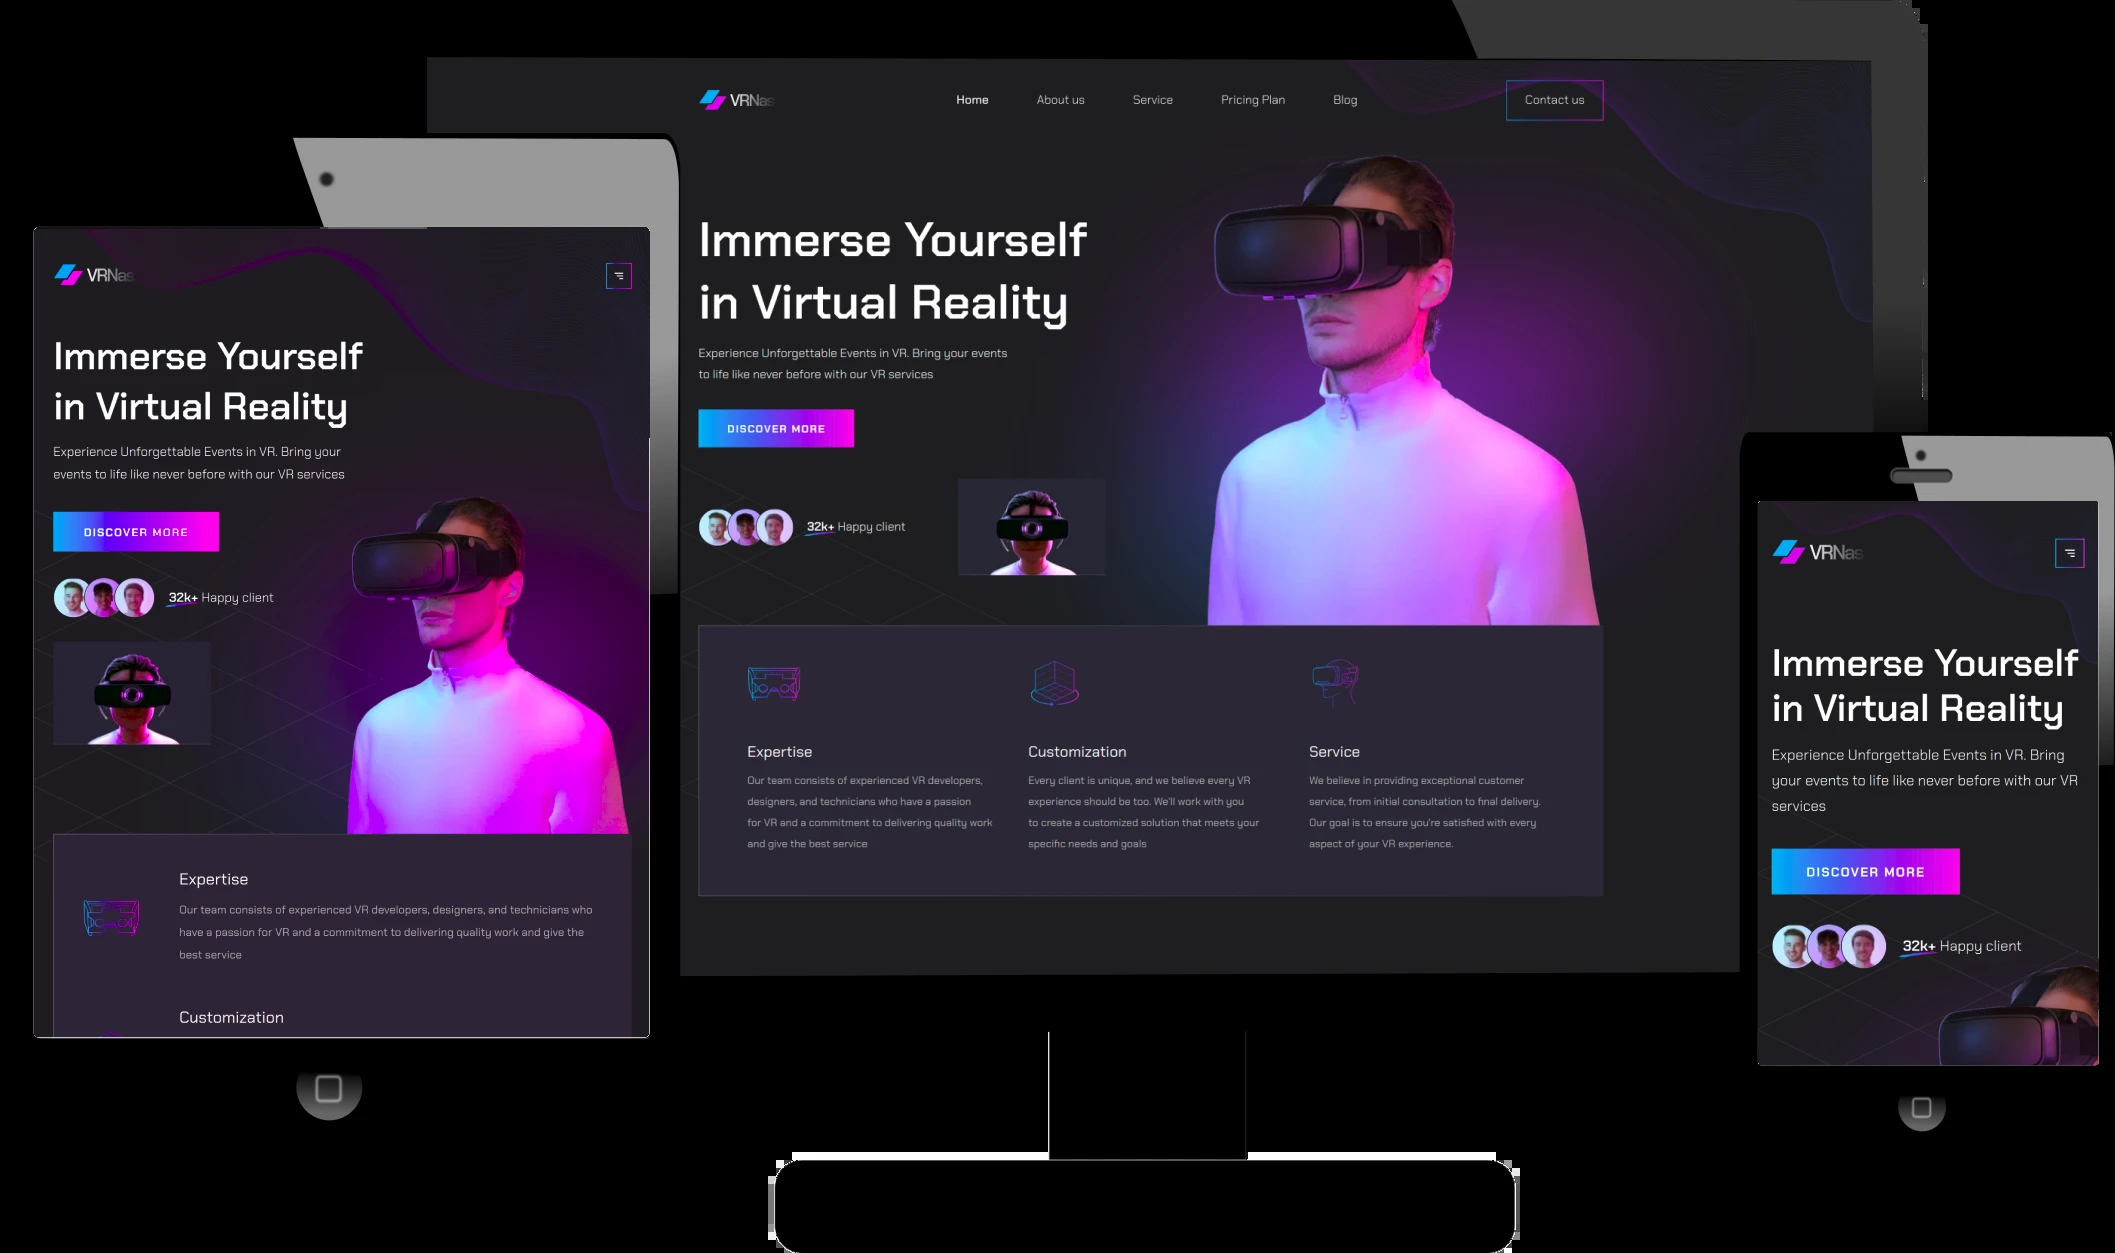 VRNas
Home
About us
Service
Pricing Plan
Blog
Contact us
Immerse Yourself
in Virtual Reality
Experience Unforgettable Events in VR. Bring your events
to life like never before with our VR services
DISCOVER MORE
32k+ Happy client
Expertise
Our team consists of experienced VR developers,
designers, and technicians who have a passion
for VR and a commitment to delivering quality work
and give the best service
Customization
Every client is unique, and we believe every VR
experience should be too. We'll work with you
to create a customized solution that meets your
specific needs and goals
Service
We believe in providing exceptional customer
service, from initial consultation to final delivery.
Our goal is to ensure you're satisfied with every
aspect of your VR experience.
VRNas
Immerse Yourself
in Virtual Reality
Experience Unforgettable Events in VR. Bring your
events to life like never before with our VR services
DISCOVER MORE
32k+ Happy client
Expertise
Our team consists of experienced VR developers, designers, and technicians who
have a passion for VR and a commitment to delivering quality work and give the
best service
Customization
VRNas
Immerse Yourself
in Virtual Reality
Experience Unforgettable Events in VR. Bring
your events to life like never before with our VR
services
DISCOVER MORE
32k+ Happy client